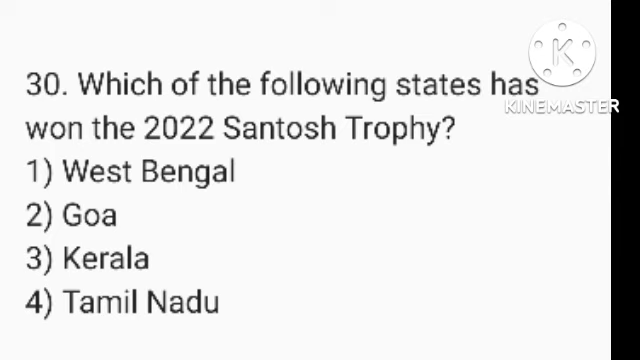 30. Which of the following states has
won the 2022 Santosh Trophy?
1) West Bengal
2) Goa
3) Kerala
4) Tamil Nadu
K
KINEMASTER